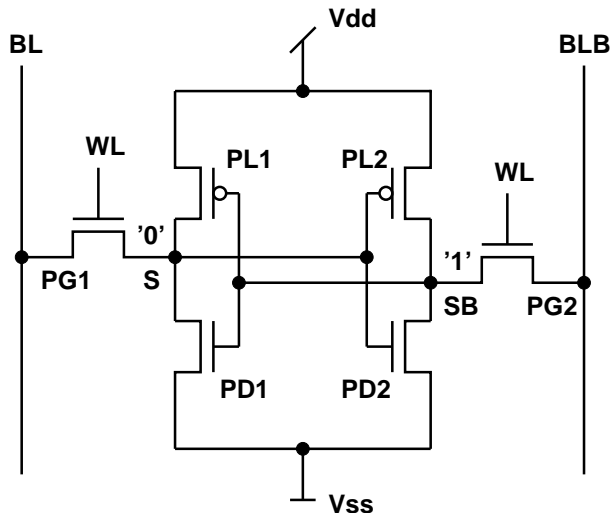 Vdd
BL
BLB
WL
PL1
PL2
WL
'0'
'1'
PG1
S
SB
PG2
PD1
PD2
Vss